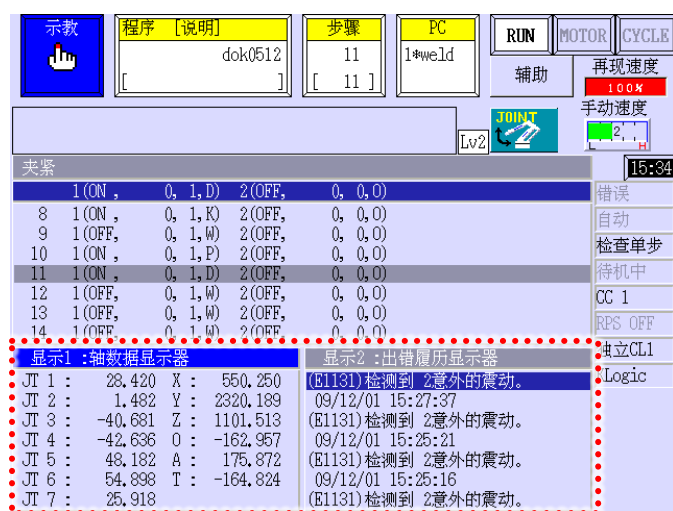 示教
程序 [说明]
dok0512
[ ]
步骤
11
[ 11 ]
PC
1*weld
RUN
MOTOR
CYCLE
辅助
再现速度
100%
手动速度
2
L H
Lv2
JOINT
夹紧
15:34
1(ON , 0, 1,D) 2(OFF, 0, 0,O)
8 1(ON , 0, 1,K) 2(OFF, 0, 0,O)
9 1(OFF, 0, 1,W) 2(OFF, 0, 0,O)
10 1(ON , 0, 1,P) 2(OFF, 0, 0,O)
11 1(ON , 0, 1,D) 2(OFF, 0, 0,O)
12 1(OFF, 0, 1,W) 2(OFF, 0, 0,O)
13 1(OFF, 0, 1,W) 2(OFF, 0, 0,O)
14 1(OFF, 0, 1,W) 2(OFF, 0, 0,O)
错误
自动
检查单步
待机中
CC 1
RPS OFF
独立CL1
KLogic
显示1 :轴数据显示器
JT 1 : 28.420 X : 550.250
JT 2 : 1.482 Y : 2320.189
JT 3 : -40.681 Z : 1101.513
JT 4 : -42.636 O : -162.957
JT 5 : 48.182 A : 175.872
JT 6 : 54.898 T : -164.824
JT 7 : 25.918
显示2 :出错履历显示器
(E1131)检测到 2意外的震动。
09/12/01 15:27:37
(E1131)检测到 2意外的震动。
09/12/01 15:25:21
(E1131)检测到 2意外的震动。
09/12/01 15:25:16
(E1131)检测到 2意外的震动。